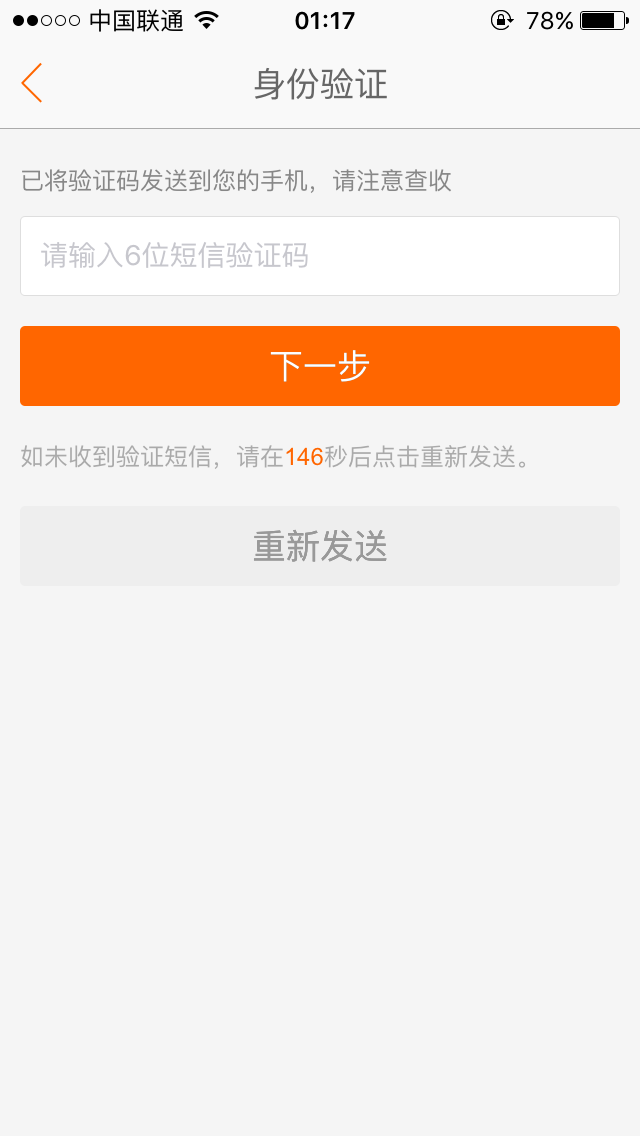 中国联通 01:17 78%
身份验证
已将验证码发送到您的手机，请注意查收
请输入6位短信验证码
下一步
如未收到验证短信，请在146秒后点击重新发送。
重新发送